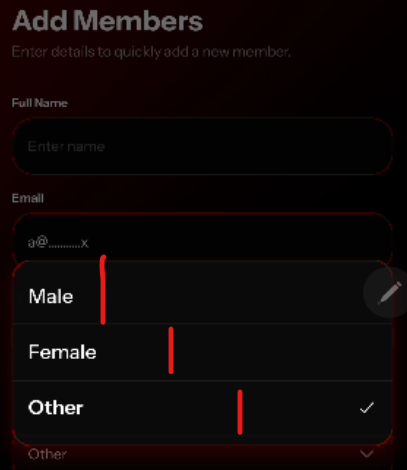 Add Members
Enter details to quickly add a new member.
Full Name
Enter name
Email
a@...........x
Male
Female
Other
Other